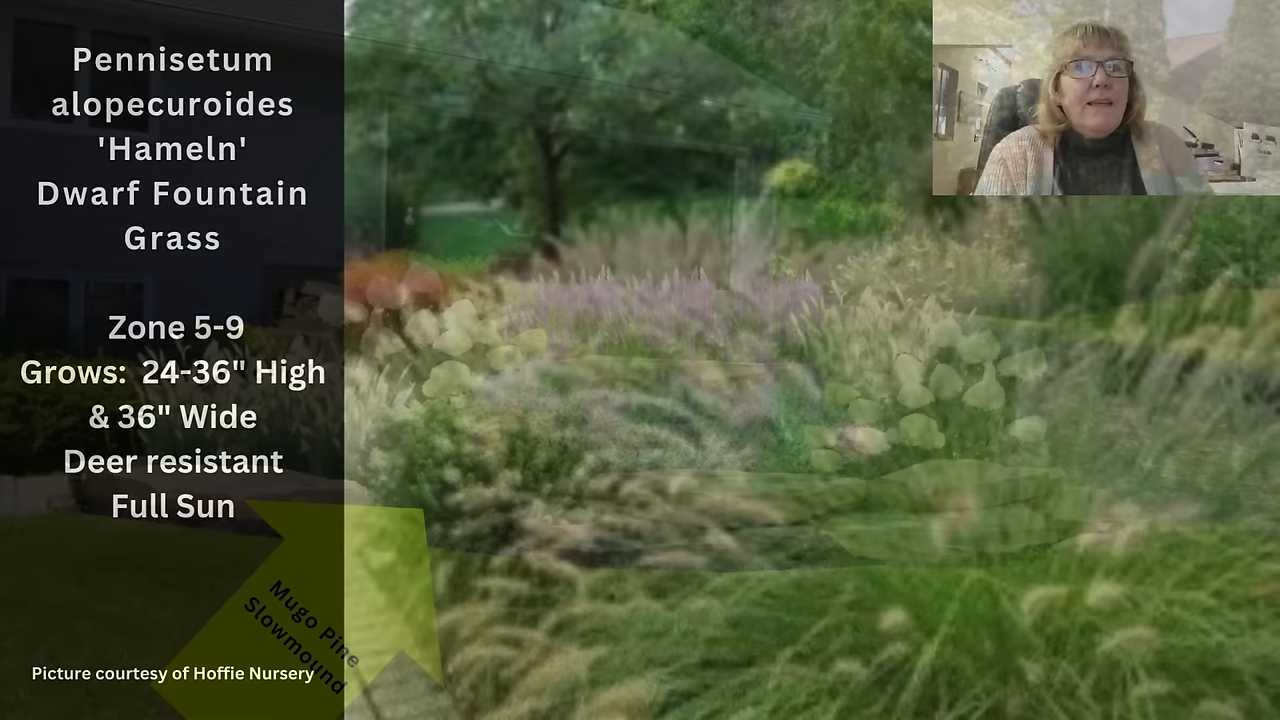 Pennisetum
alopecuroides
'Hameln'
Dwarf Fountain
Grass
Zone 5-9
Grows: 24-36" High
& 36" Wide
Deer resistant
Full Sun
Mugo Pine
Slowmound
Picture courtesy of Hoffie Nursery